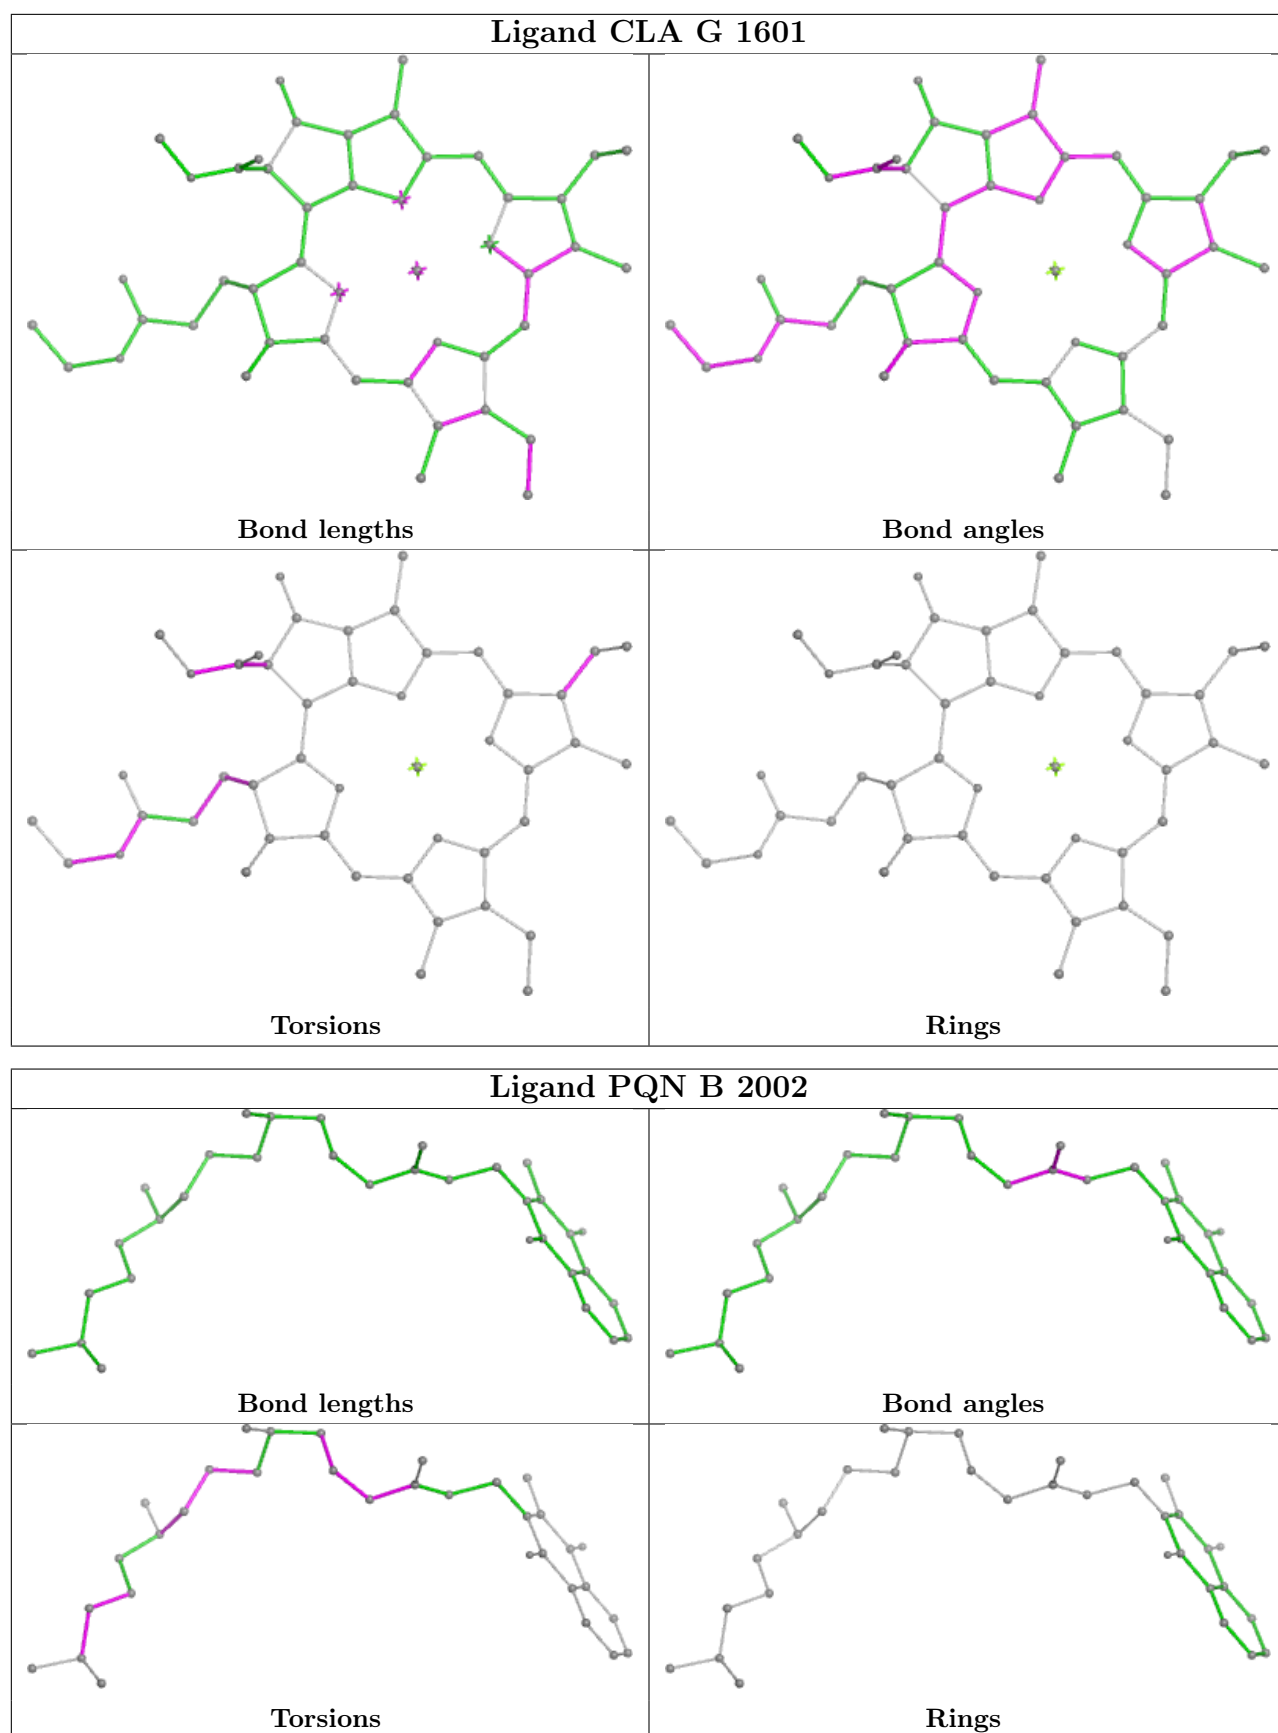 Ligand CLA G 1601
Bond lengths
Bond angles
Torsions
Rings
Ligand PQN B 2002
Bond lengths
Bond angles
Torsions
Rings